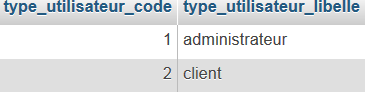 type_utilisateur_code type_utilisateur_libelle
1 administrateur
2 client